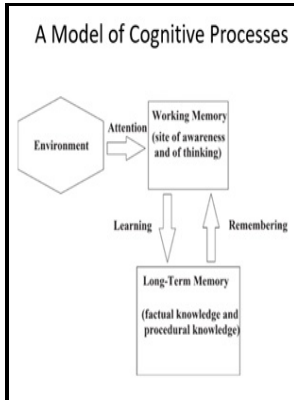 A Model of Cognitive Processes
Environment
Attention
Working Memory
(site of awareness
and of thinking)
Learning
Remembering
Long-Term Memory
(factual knowledge and
procedural knowledge)